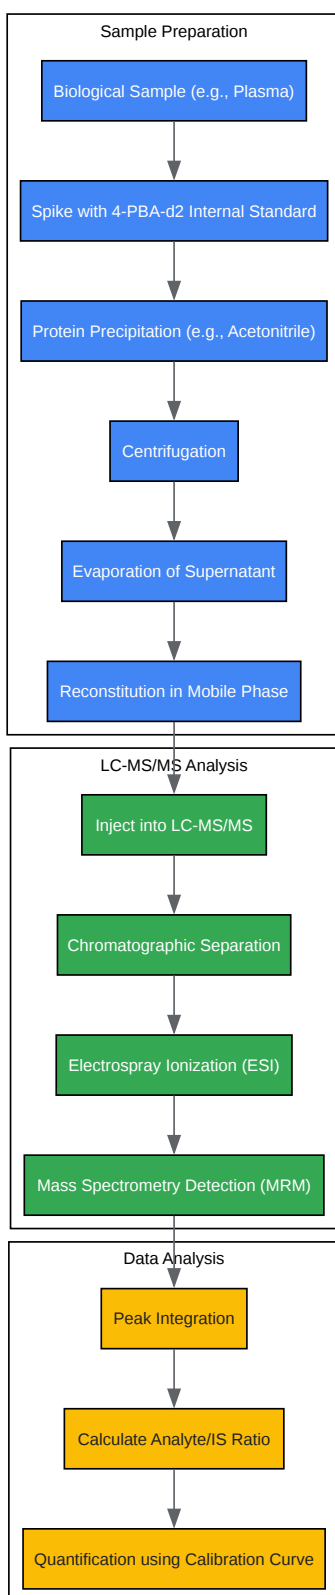 Sample Preparation
Biological Sample (e.g., Plasma)
Spike with 4-PBA-d2 Internal Standard
Protein Precipitation (e.g., Acetonitrile)
Centrifugation
Evaporation of Supernatant
Reconstitution in Mobile Phase
LC-MS/MS Analysis
Inject into LC-MS/MS
Chromatographic Separation
Electrospray Ionization (ESI)
Mass Spectrometry Detection (MRM)
Data Analysis
Peak Integration
Calculate Analyte/IS Ratio
Quantification using Calibration Curve